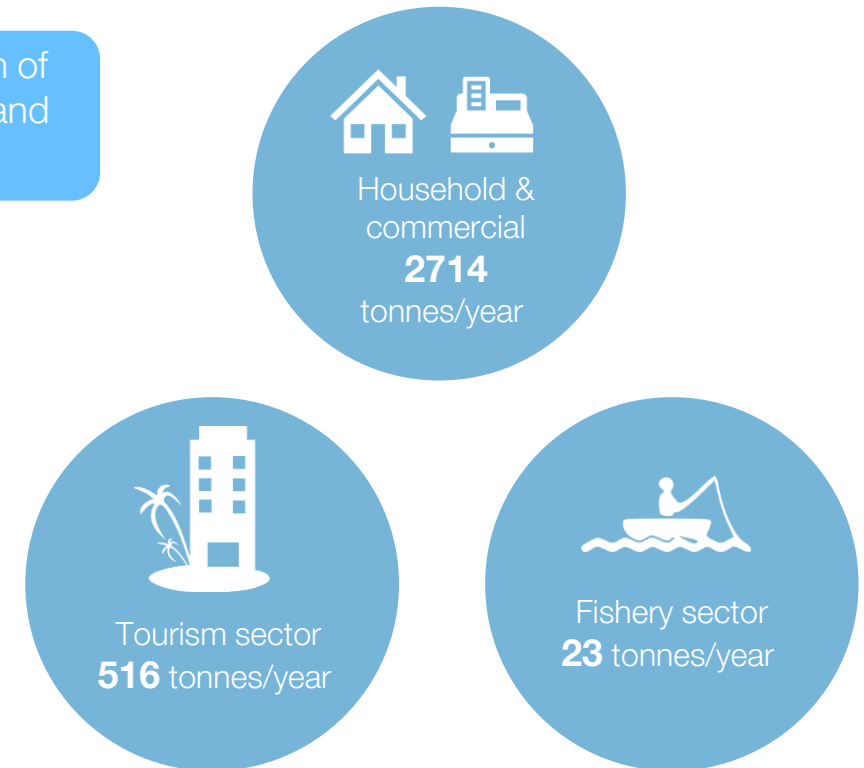 of
and
Household &
commercial
2714
tonnes/year
Tourism sector
516 tonnes/year
Fishery sector
23 tonnes/year